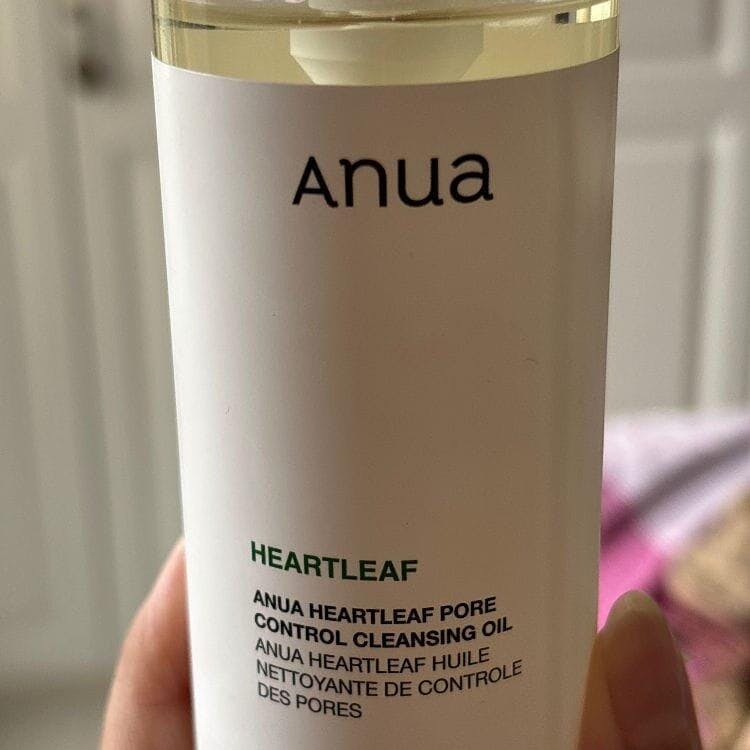 Anua
HEARTLEAF
ANUA HEARTLEAF PORE
CONTROL CLEANSING OIL
ANUA HEARTLEAF HUILE
NETTOYANTE DE CONTROLE
DES PORES